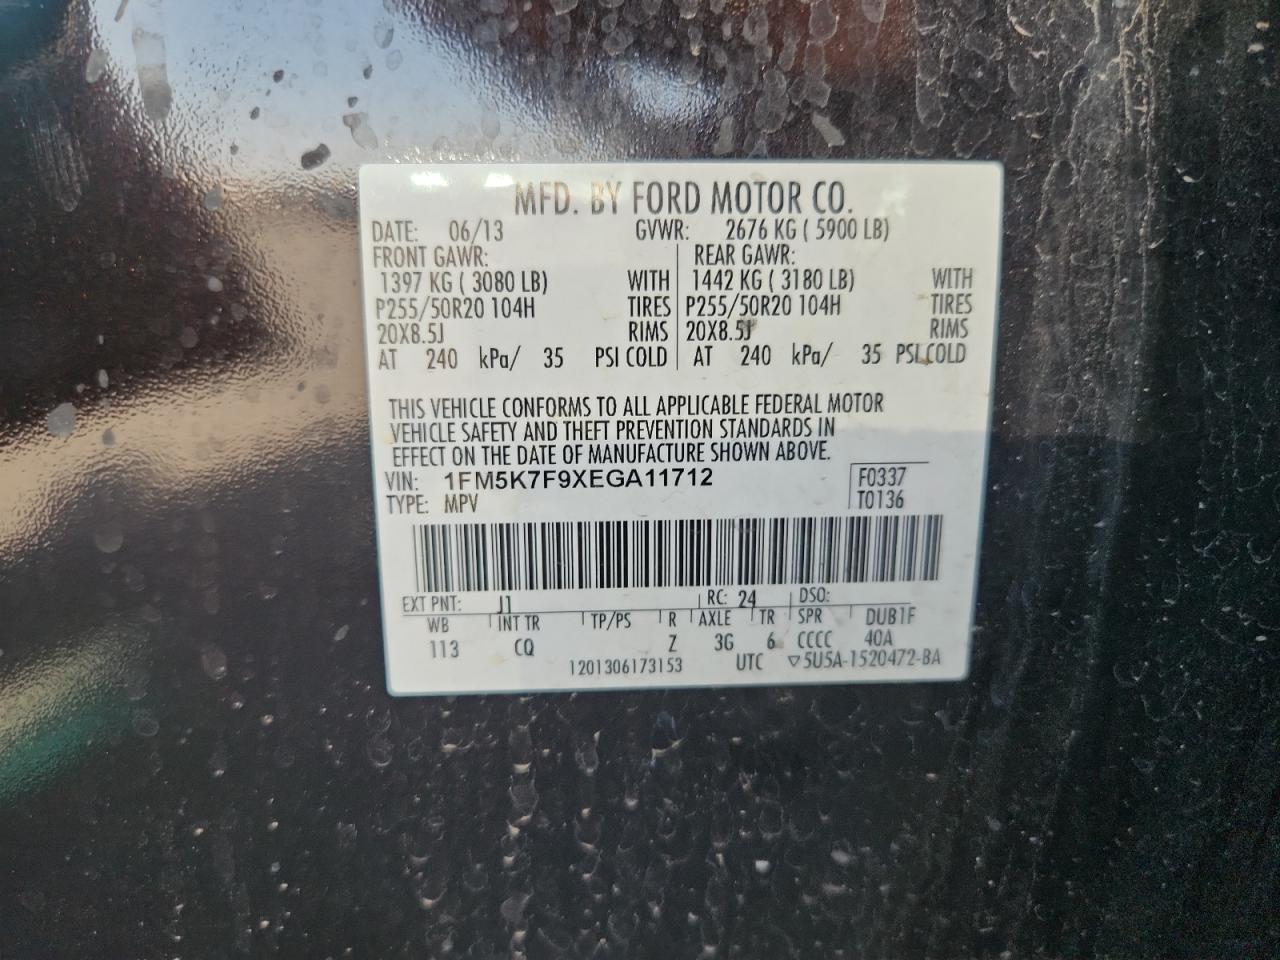 MFD. BY FORD MOTOR CO.
DATE: 06/13 GVWR: 2676 KG ( 5900 LB)
FRONT GAWR: REAR GAWR:
1397 KG ( 3080 LB) WITH 1442 KG ( 3180 LB) WITH
P255/50R20 104H TIRES P255/50R20 104H TIRES
20X8.5J RIMS 20X8.5J RIMS
AT 240 kPa/ 35 PSI COLD AT 240 kPa/ 35 PSI COLD
THIS VEHICLE CONFORMS TO ALL APPLICABLE FEDERAL MOTOR
VEHICLE SAFETY AND THEFT PREVENTION STANDARDS IN
EFFECT ON THE DATE OF MANUFACTURE SHOWN ABOVE.
VIN: 1FM5K7F9XEGA11712 F0337
TYPE: MPV T0136
EXT PNT: J1 RC: 24 DSO:
WB INT TR TP/PS R AXLE TR SPR DUB1F
113 CQ Z 3G 6 CCCC 40A
1201306173153 UTC ▽5U5A-1520472-BA